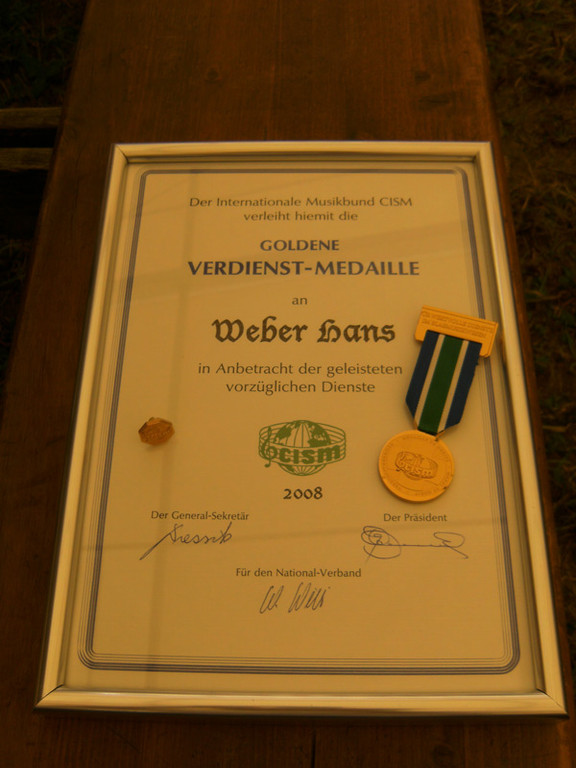 Der Internationale Musikbund CISM
verleiht hiemit die
GOLDENE
VERDIENST-MEDAILLE
an
Weber Hans
in Anbetracht der geleisteten
vorzüglichen Dienste
cism
cism
2008
Der General-Sekretär
Der Präsident
Für den National-Verband